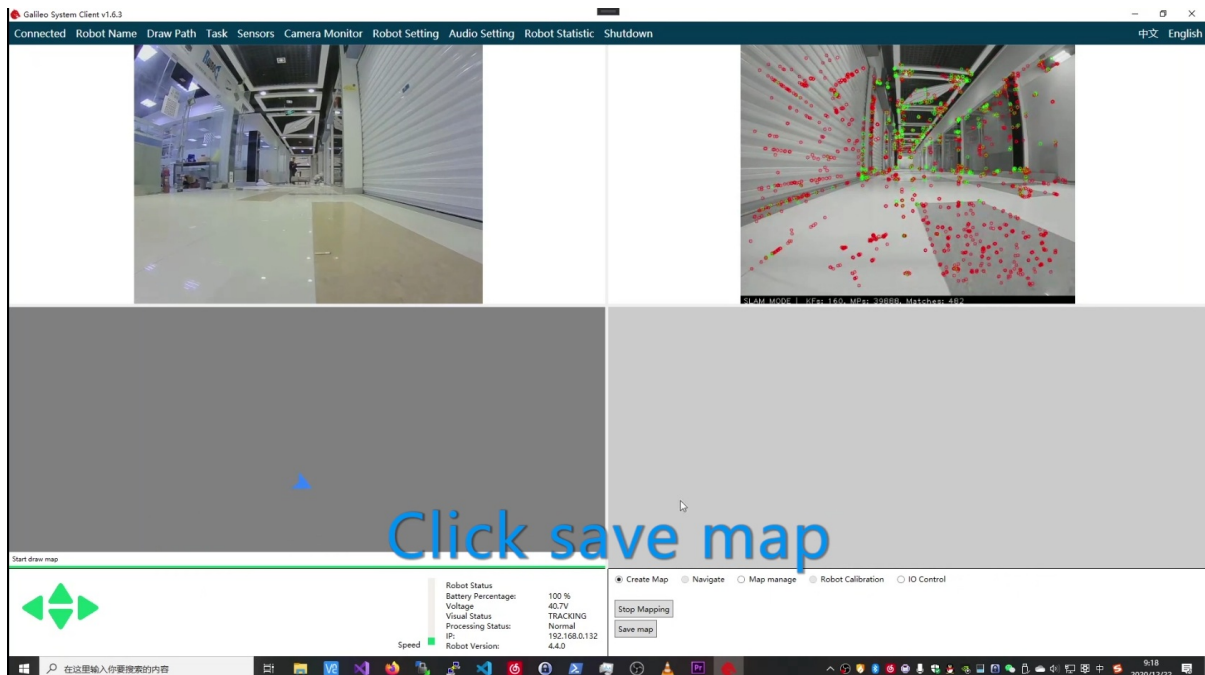 Galileo System Client v1.6.3
Connected Robot Name Draw Path Task Sensors Camera Monitor Robot Setting Audio Setting Robot Statistic Shutdown 中文 English
SLAM MODE | KFs: 160, MPs: 39888, Matches: 482
Click save map
Start draw map
Create Map Navigate Map manage Robot Calibration IO Control
Robot Status
Battery Percentage: 100 %
Voltage 40.7V
Visual Status TRACKING
Processing Status: Normal
IP: 192.168.0.132
Robot Version: 4.4.0
Speed
Stop Mapping
Save map
在这里输入你要搜索的内容
中
9:18
2020/12/22